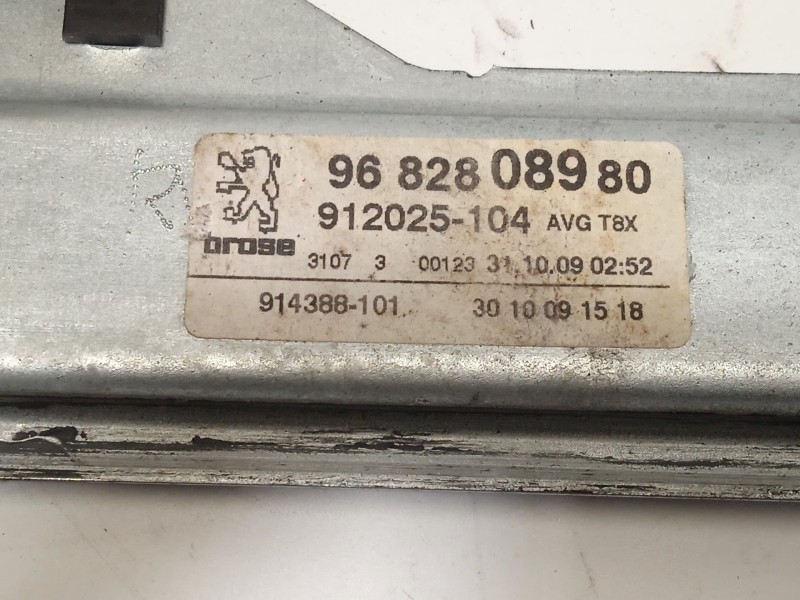 96 828 089 80
912025-104 AVG T8X
brose
3107 3 00123 31.10.09 02:52
914388-101 30 10 09 15 18
R